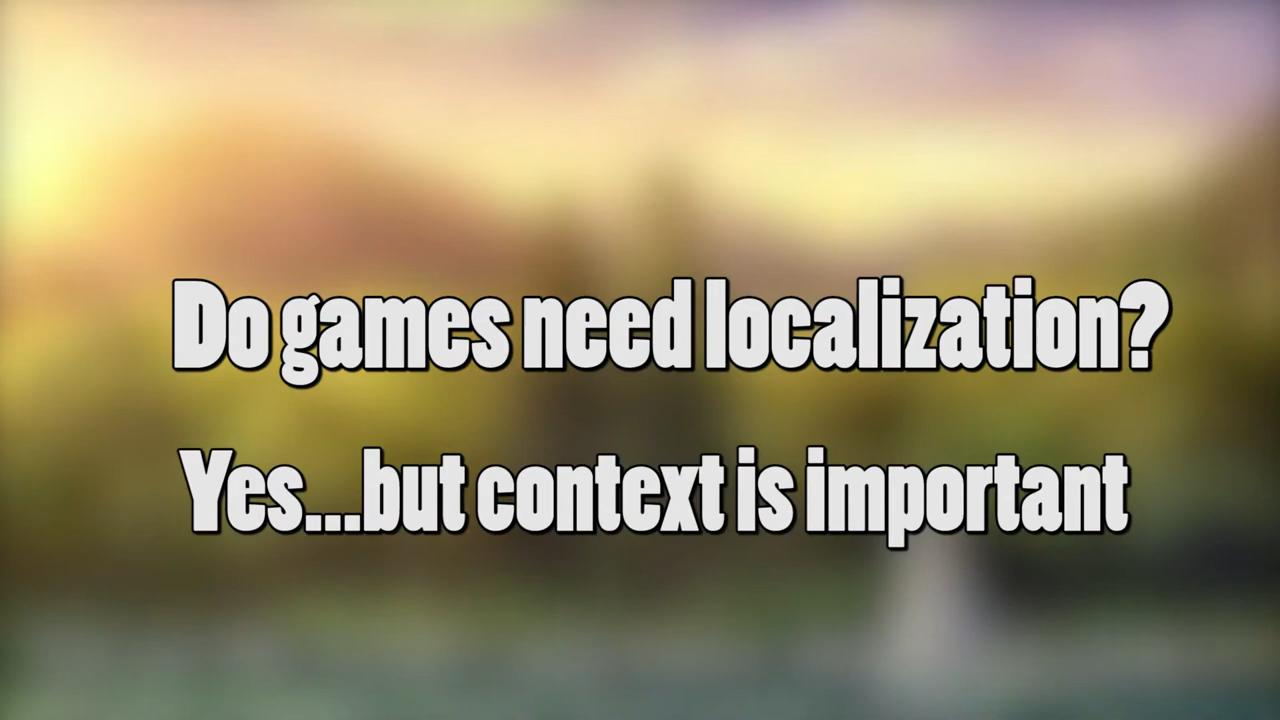 Do games need localization?
Yes...but context is important